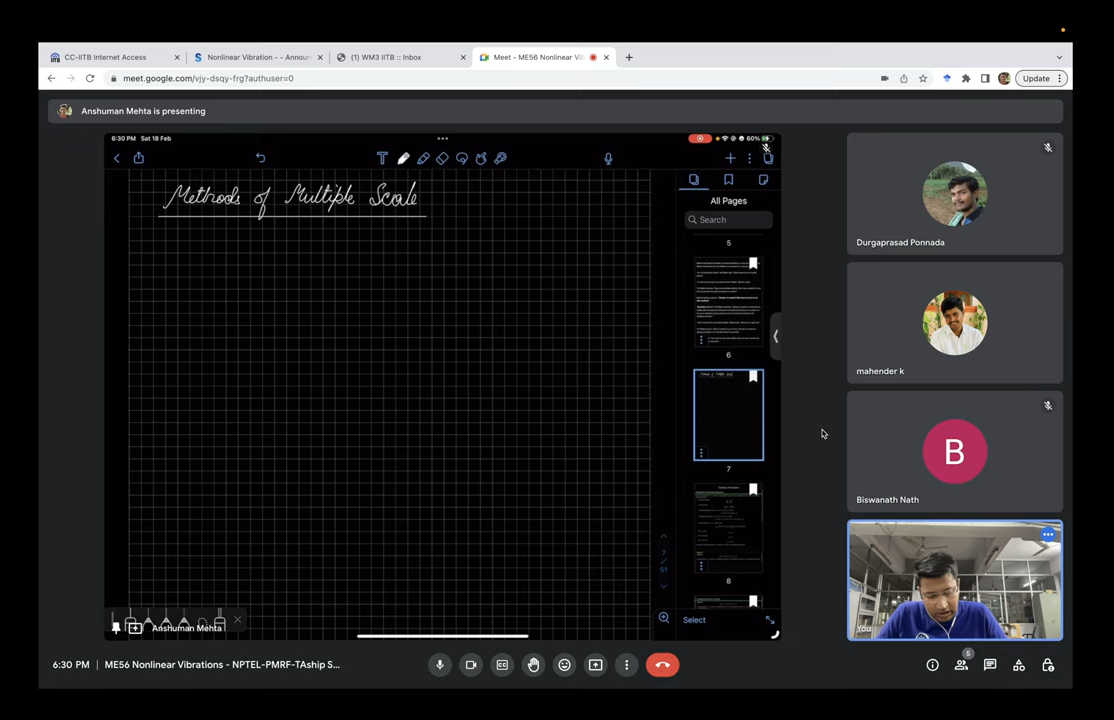 CC-IITB Internet Access
Nonlinear Vibration - - Announ
(1) WM3 IITB :: Inbox
Meet - ME56 Nonlinear Vib
meet.google.com/vjy-dsqy-frg?authuser=0
Update
Anshuman Mehta is presenting
6:30 PM Sat 18 Feb
60%
Methods of Multiple Scale
All Pages
Search
5
6
7
8
7
/
51
Select
Anshuman Mehta
Durgaprasad Ponnada
mahender k
B
Biswanath Nath
You
6:30 PM | ME56 Nonlinear Vibrations - NPTEL-PMRF-TAship S...
5